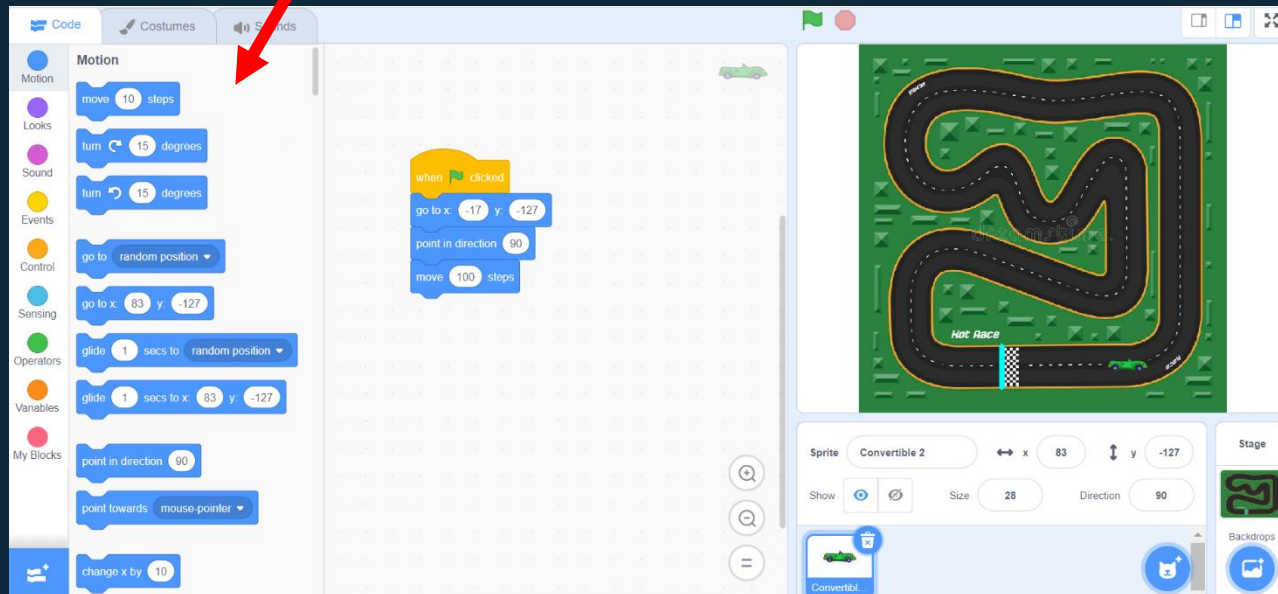 Code
Costumes
Sounds
Motion
Looks
Sound
Events
Control
Sensing
Operators
Variables
My Blocks
Motion
move 10 steps
turn 15 degrees
turn 15 degrees
go to random position
go to x: 83 y: -127
glide 1 secs to random position
glide 1 secs to x: 83 y: -127
point in direction 90
point towards mouse-pointer
change x by 10
when clicked
go to x: -17 y: -127
point in direction 90
move 100 steps
RACE
dreamstime.
Hot Race
RACE
Sprite Convertible 2 x 83 y -127
Show Size 28 Direction 90
Convertibl...
Stage
Backdrops